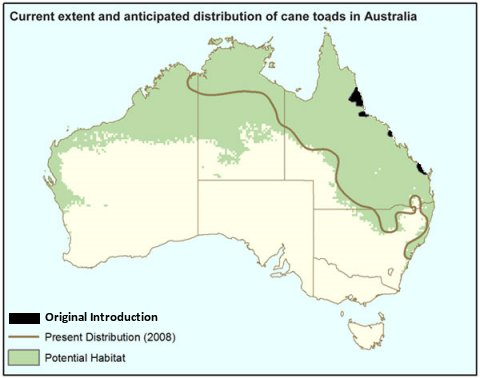 Current extent and anticipated distribution of cane toads in Australia
Original Introduction
Present Distribution (2008)
Potential Habitat